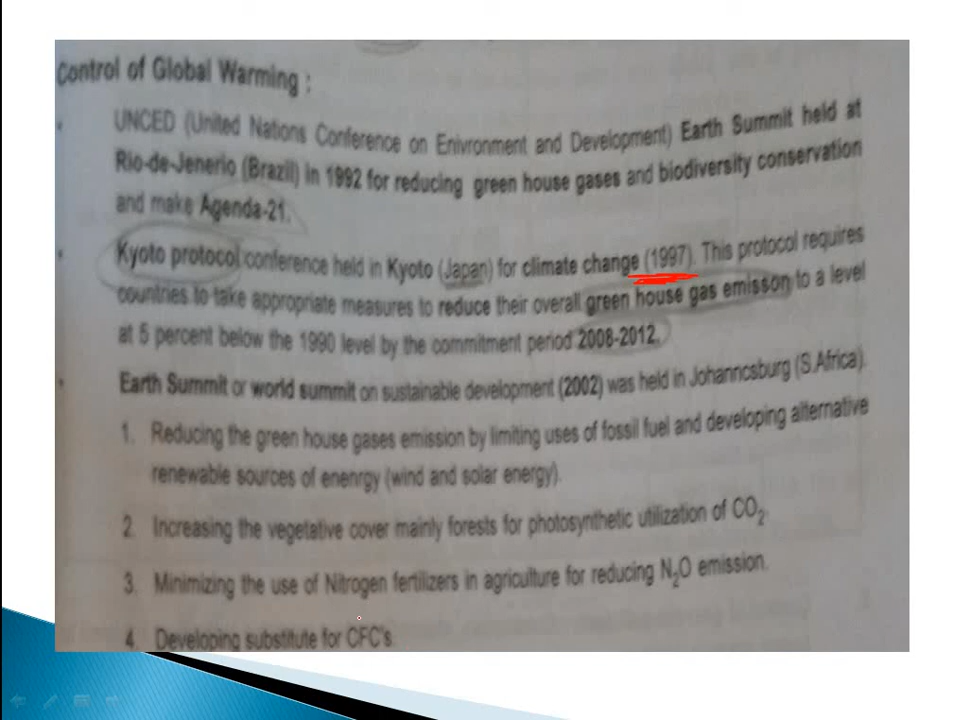 Control of Global Warming :
UNCED (United Nations Conference on Enivronment and Development) Earth Summit held at
Rio-de-Jenerio (Brazil) in 1992 for reducing green house gases and biodiversity conservation
and make Agenda-21.
Kyoto protocol conference held in Kyoto (Japan) for climate change (1997). This protocol requires
countries to take appropriate measures to reduce their overall green house gas emisson to a level
at 5 percent below the 1990 level by the commitment period 2008-2012.
Earth Summit or world summit on sustainable development (2002) was held in Johanncsburg (S.Africa).
1. Reducing the green house gases emission by limiting uses of fossil fuel and developing alternative
renewable sources of enenrgy (wind and solar energy).
2. Increasing the vegetative cover mainly forests for photosynthetic utilization of CO₂.
3. Minimizing the use of Nitrogen fertilizers in agriculture for reducing N₂O emission.
4. Developing substitute for CFC's